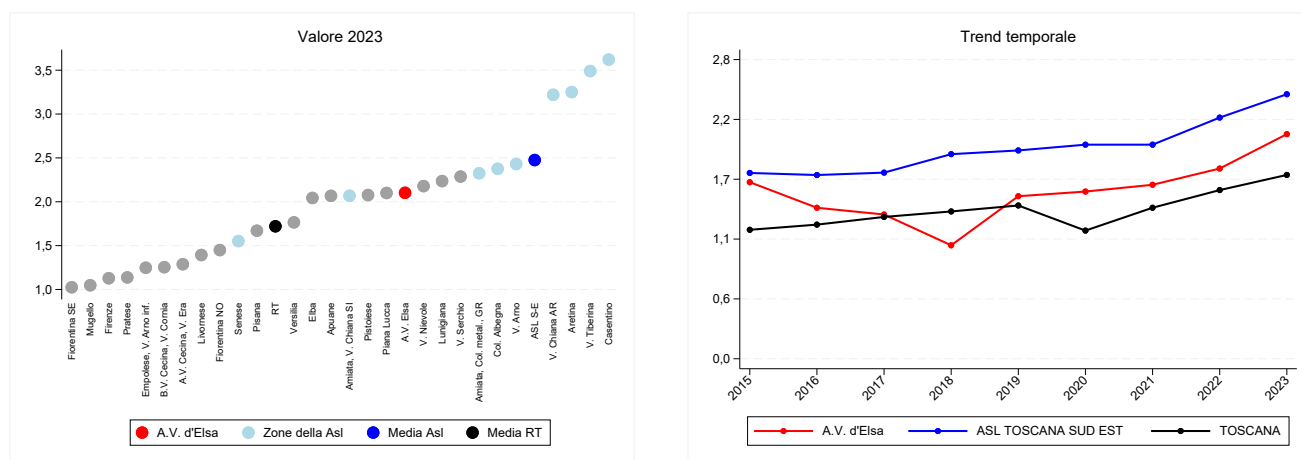 Valore 2023
3,5
3,0
2,5
2,0
1,5
1,0
Fiorentina SE
Mugello
Firenze
Pratese
Empolese, V. Arno inf.
B.V. Cecina, V. Cornia
A.V. Cecina, V. Era
Livornese
Fiorentina NO
Senese
Pisana
RT
Versilia
Elba
Apuane
Amiata, V. Chiana SI
Pistoiese
Piana Lucca
A.V. Elsa
V. Nievole
Lunigiana
V. Serchio
Amiata, Col. metal., GR
Col. Albegna
V. Arno
ASL S-E
V. Chiana AR
Aretina
V. Tiberina
Casentino
A.V. d'Elsa Zone della Asl Media Asl Media RT
Trend temporale
2,8
2,2
1,7
1,1
0,6
0,0
2015
2016
2017
2018
2019
2020
2021
2022
2023
A.V. d'Elsa ASL TOSCANA SUD EST TOSCANA